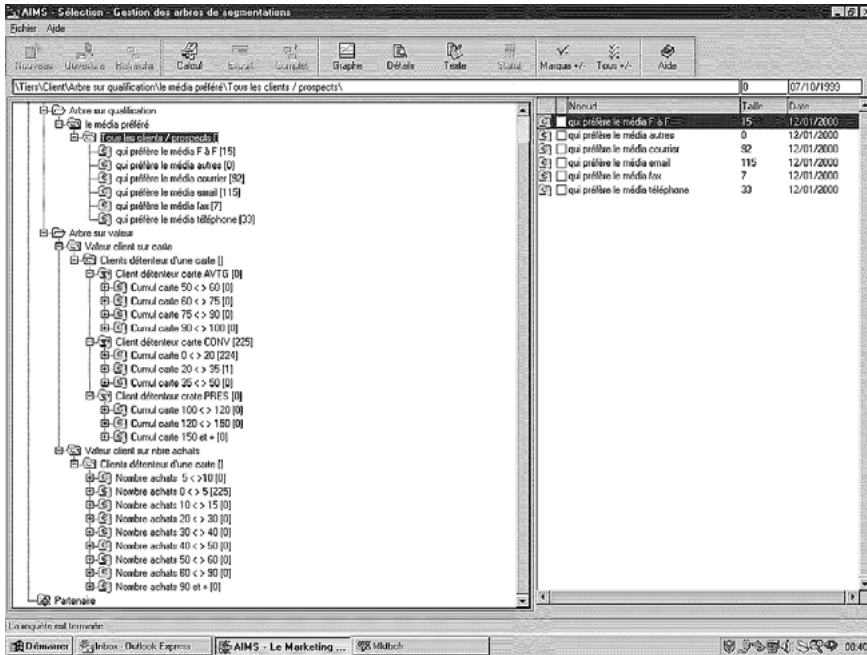 AIMS - Sélection - Gestion des arbres de segmentations
Fichier Aide
Nouveau Ouverture Calcul Export Complet Graphe Détails Texte Statut Marque +/- Tous +/- Aide
\Tiers\Client\Arbre sur qualification\le média préféré\Tous les clients / prospects\ 0 07/10/1999
Arbre sur qualification
le média préféré
Tous les clients / prospects []
qui préfère le média F à F [15]
qui préfère le média autres [0]
qui préfère le média courrier [92]
qui préfère le média email [115]
qui préfère le média fax [7]
qui préfère le média téléphone [33]
Arbre sur valeur
Valeur client sur carte
Clients détenteur d'une carte []
Client détenteur carte AVTG [0]
Cumul carte 50 < > 60 [0]
Cumul carte 60 < > 75 [0]
Cumul carte 75 < > 90 [0]
Cumul carte 90 < > 100 [0]
Client détenteur carte CONV [225]
Cumul carte 0 < > 20 [224]
Cumul carte 20 < > 35 [1]
Cumul carte 35 < > 50 [0]
Client détenteur crate PRES [0]
Cumul carte 100 < > 120 [0]
Cumul carte 120 < > 150 [0]
Cumul carte 150 et + [0]
Valeur client sur nbre achats
Clients détenteur d'une carte []
Nombre achats 5 < >10 [0]
Nombre achats 0 < > 5 [225]
Nombre achats 10 < > 15 [0]
Nombre achats 20 < > 30 [0]
Nombre achats 30 < > 40 [0]
Nombre achats 40 < > 50 [0]
Nombre achats 50 < > 60 [0]
Nombre achats 60 < > 90 [0]
Nombre achats 90 et + [0]
Partenaire
Noeud Taille Date
qui préfère le média F à F 15 12/01/2000
qui préfère le média autres 0 12/01/2000
qui préfère le média courrier 92 12/01/2000
qui préfère le média email 115 12/01/2000
qui préfère le média fax 7 12/01/2000
qui préfère le média téléphone 33 12/01/2000
La requête est terminée
Démarrer Inbox - Outlook Express AIMS - Le Marketing ...